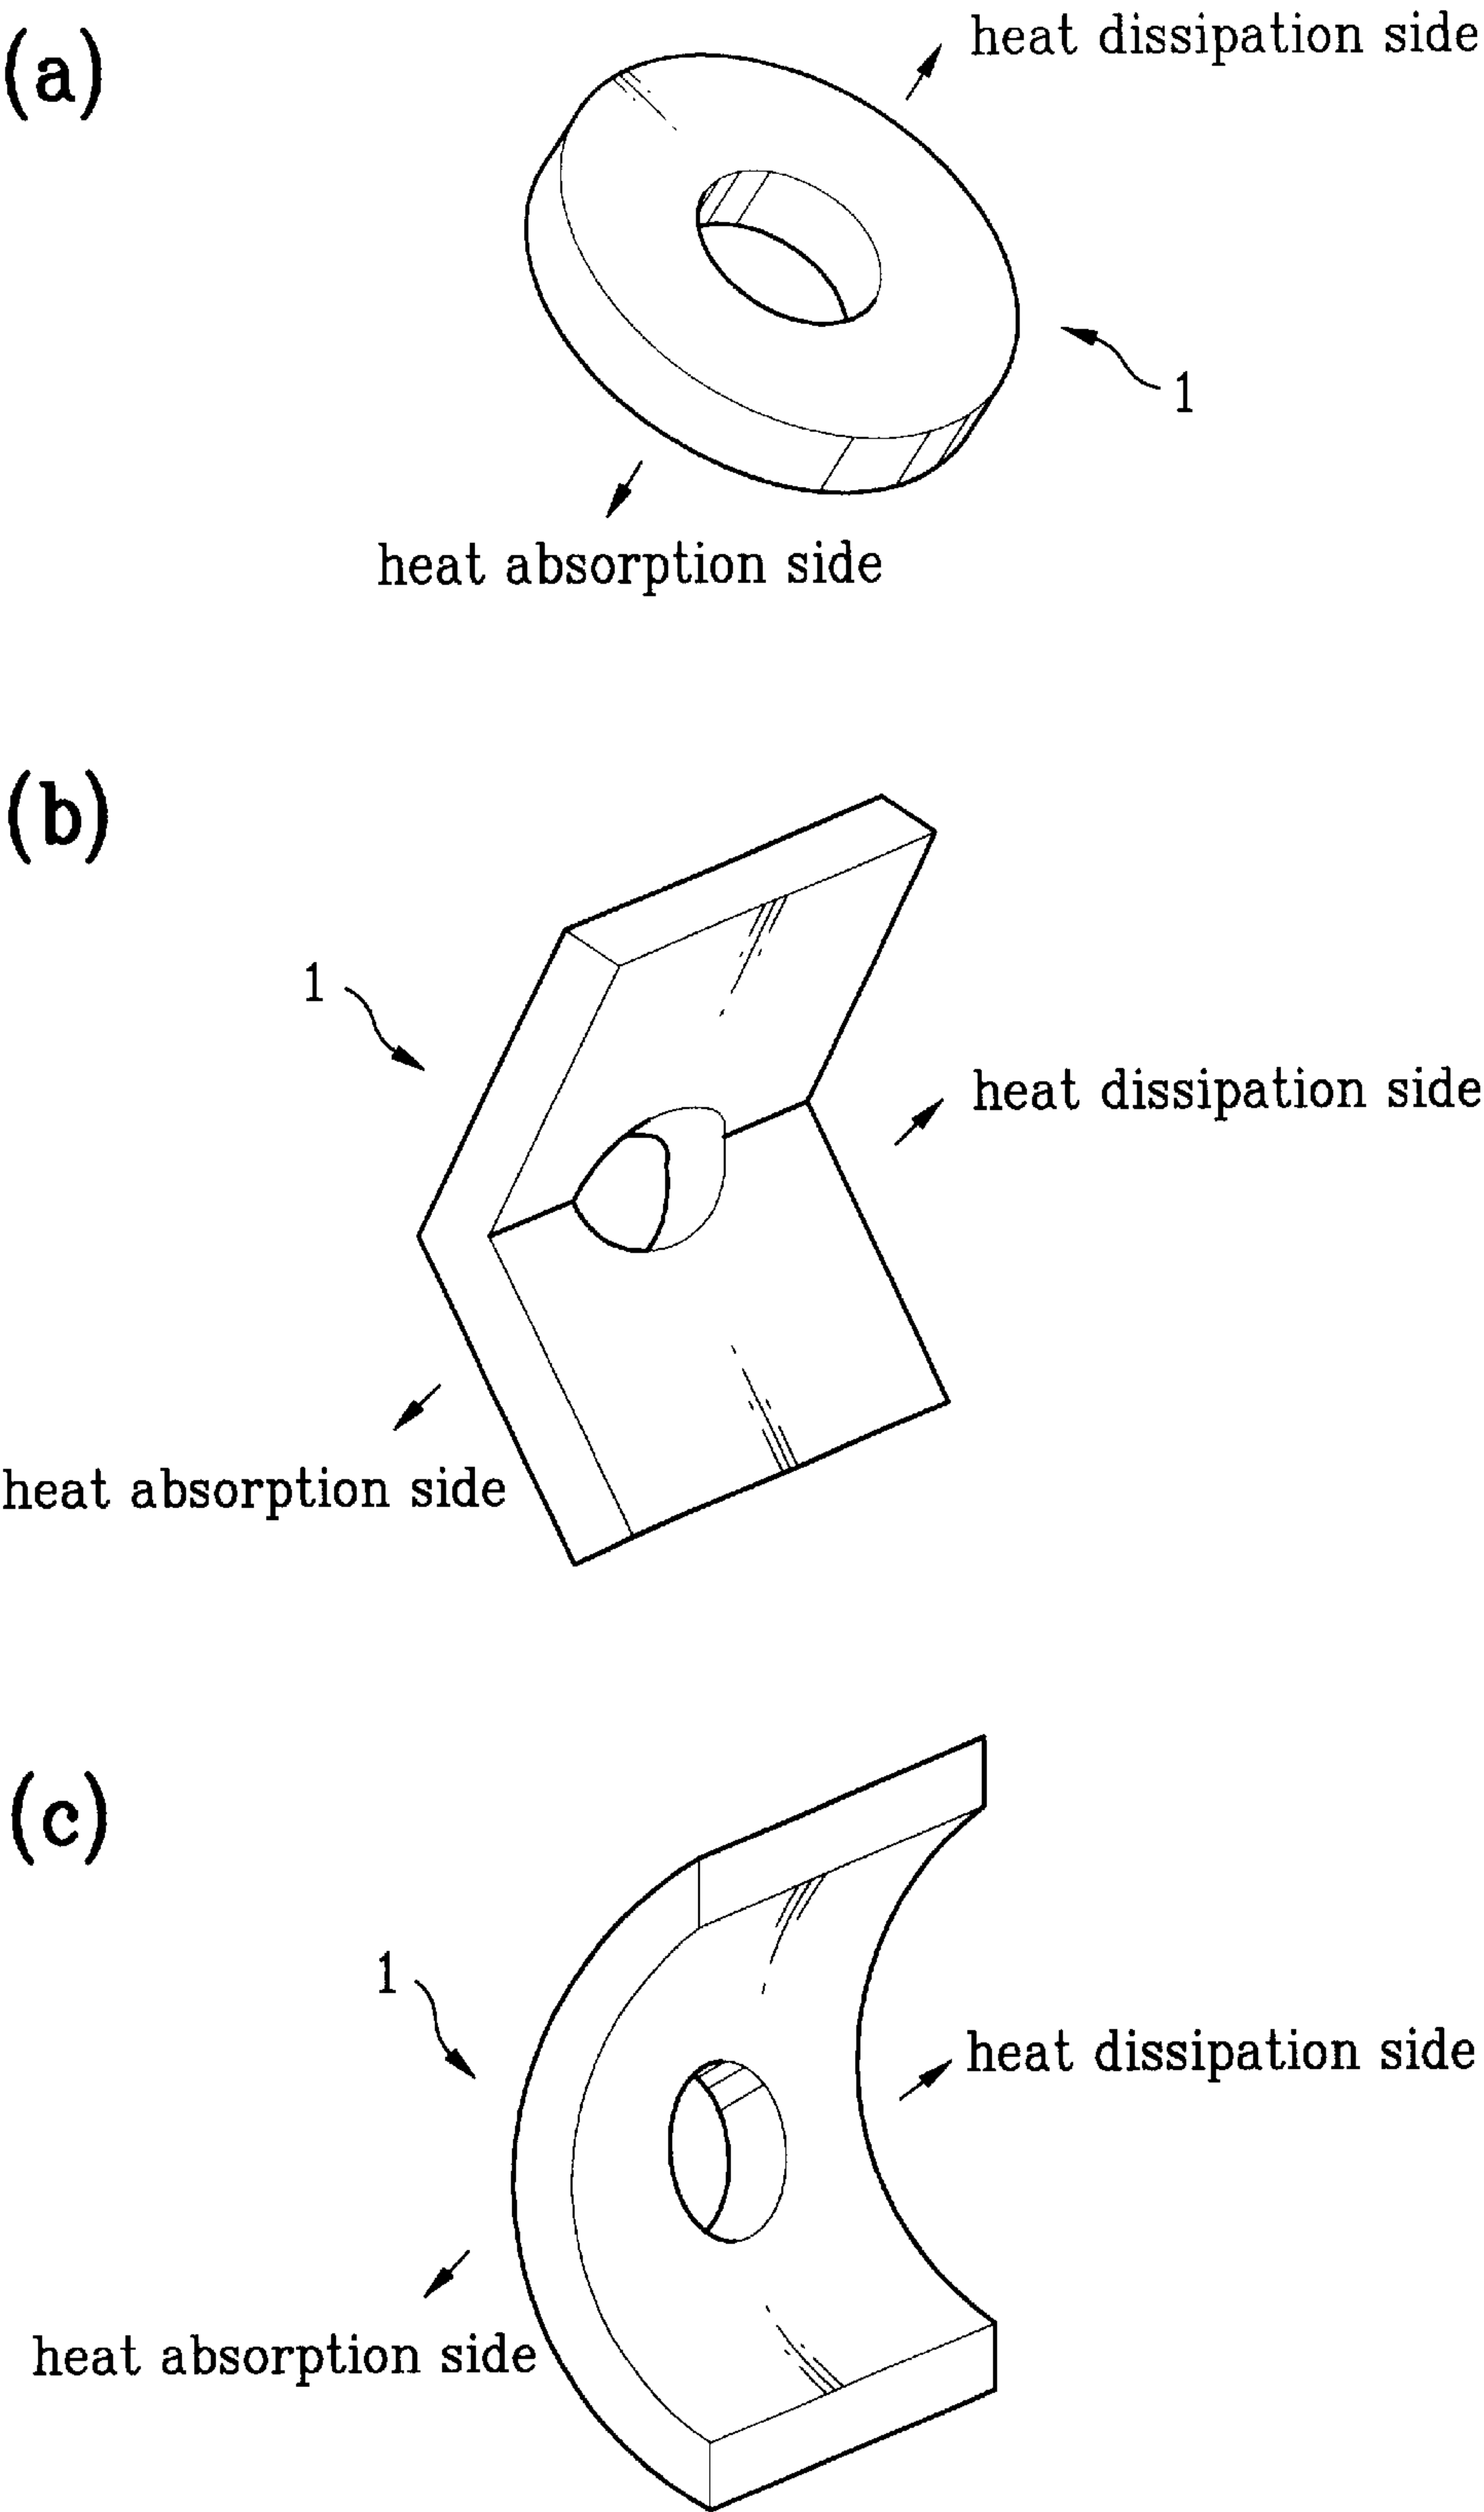 (a)
heat dissipation side
1
heat absorption side
(b)
1
heat dissipation side
heat absorption side
(c)
1
heat dissipation side
heat absorption side